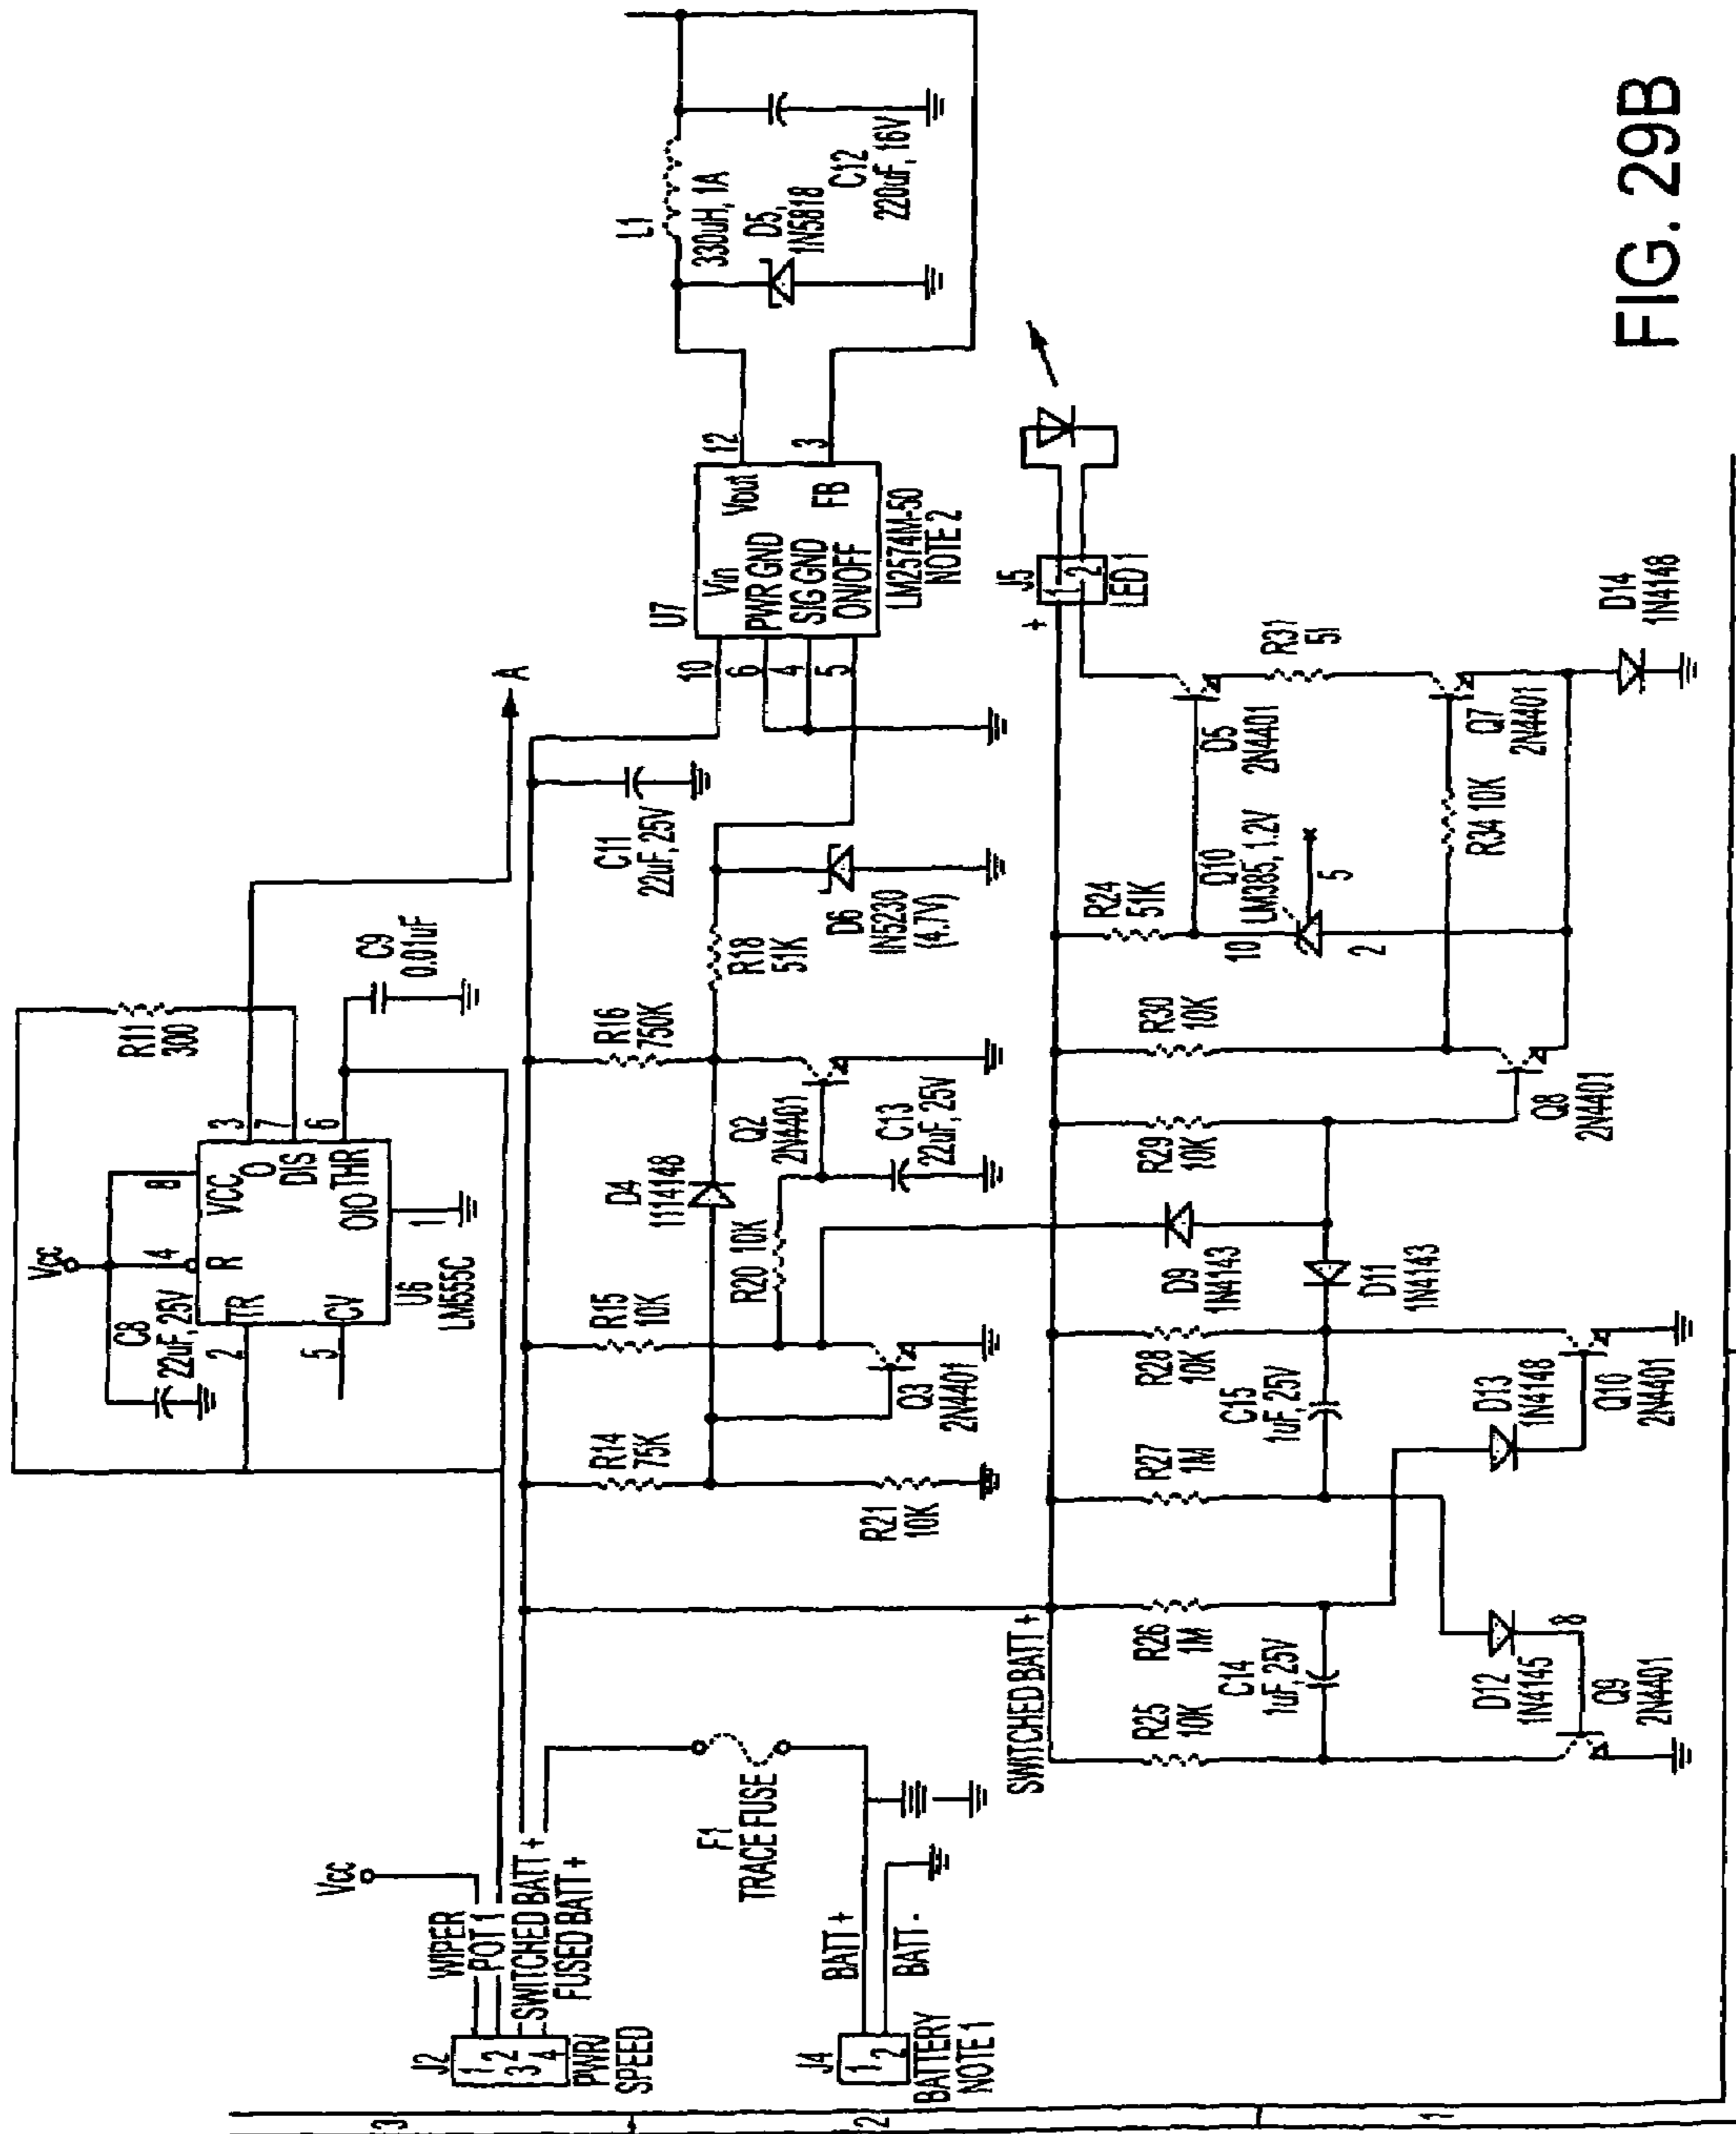 Vcc
C8
22uF, 25V
2
TR
R
4
8
VCC
O
DIS
THR
OIO
CV
5
1
3
7
6
U6
LM555C
R11
300
C9
0.01uF
A
Vcc
WIPER
POT 1
SWITCHED BATT +
FUSED BATT +
J2
1
2
3
4
PWR/
SPEED
R14
75K
R15
10K
R16
750K
R18
51K
C11
22uF, 25V
D4
1114148
R20 10K
Q2
2N4401
C13
22uF, 25V
Q3
2N4401
R21
10K
D6
IN5230
(4.7V)
U7
10
6
4
5
Vin
PWR GND
SIG GND
ON/OFF
Vout
FB
12
3
LM2574M-50
NOTE 2
L1
330uH, 1A
D5,
1N5818
C12
220uF, 16V
F1
TRACE FUSE
BATT +
BATT -
J4
1
2
BATTERY
NOTE 1
SWITCHED BATT +
R25
10K
R26
1M
C14
1uF, 25V
R27
1M
C15
1uF, 25V
R28
10K
D9
1N4143
D11
1N4143
R29
10K
R30
10K
R24
51K
Q10
LM385, 1.2V
10
2
5
D5
2N4401
+
J5
1
2
LED 1
R31
51
R34 10K
Q7
2N4401
D14
1N4148
Q8
2N4401
D12
1N4145
8
Q9
2N4401
D13
1N4148
Q10
2N4401
3
2
1
FIG. 29B